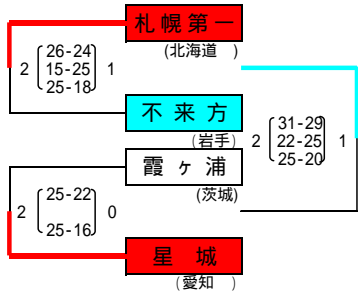 札幌第一
(北海道　)
2
26-24
15-25
25-18
1
不来方
(岩手)
2
31-29
22-25
25-20
1
霞ヶ浦
(茨城)
2
25-22
25-16
0
星城
(愛知　)